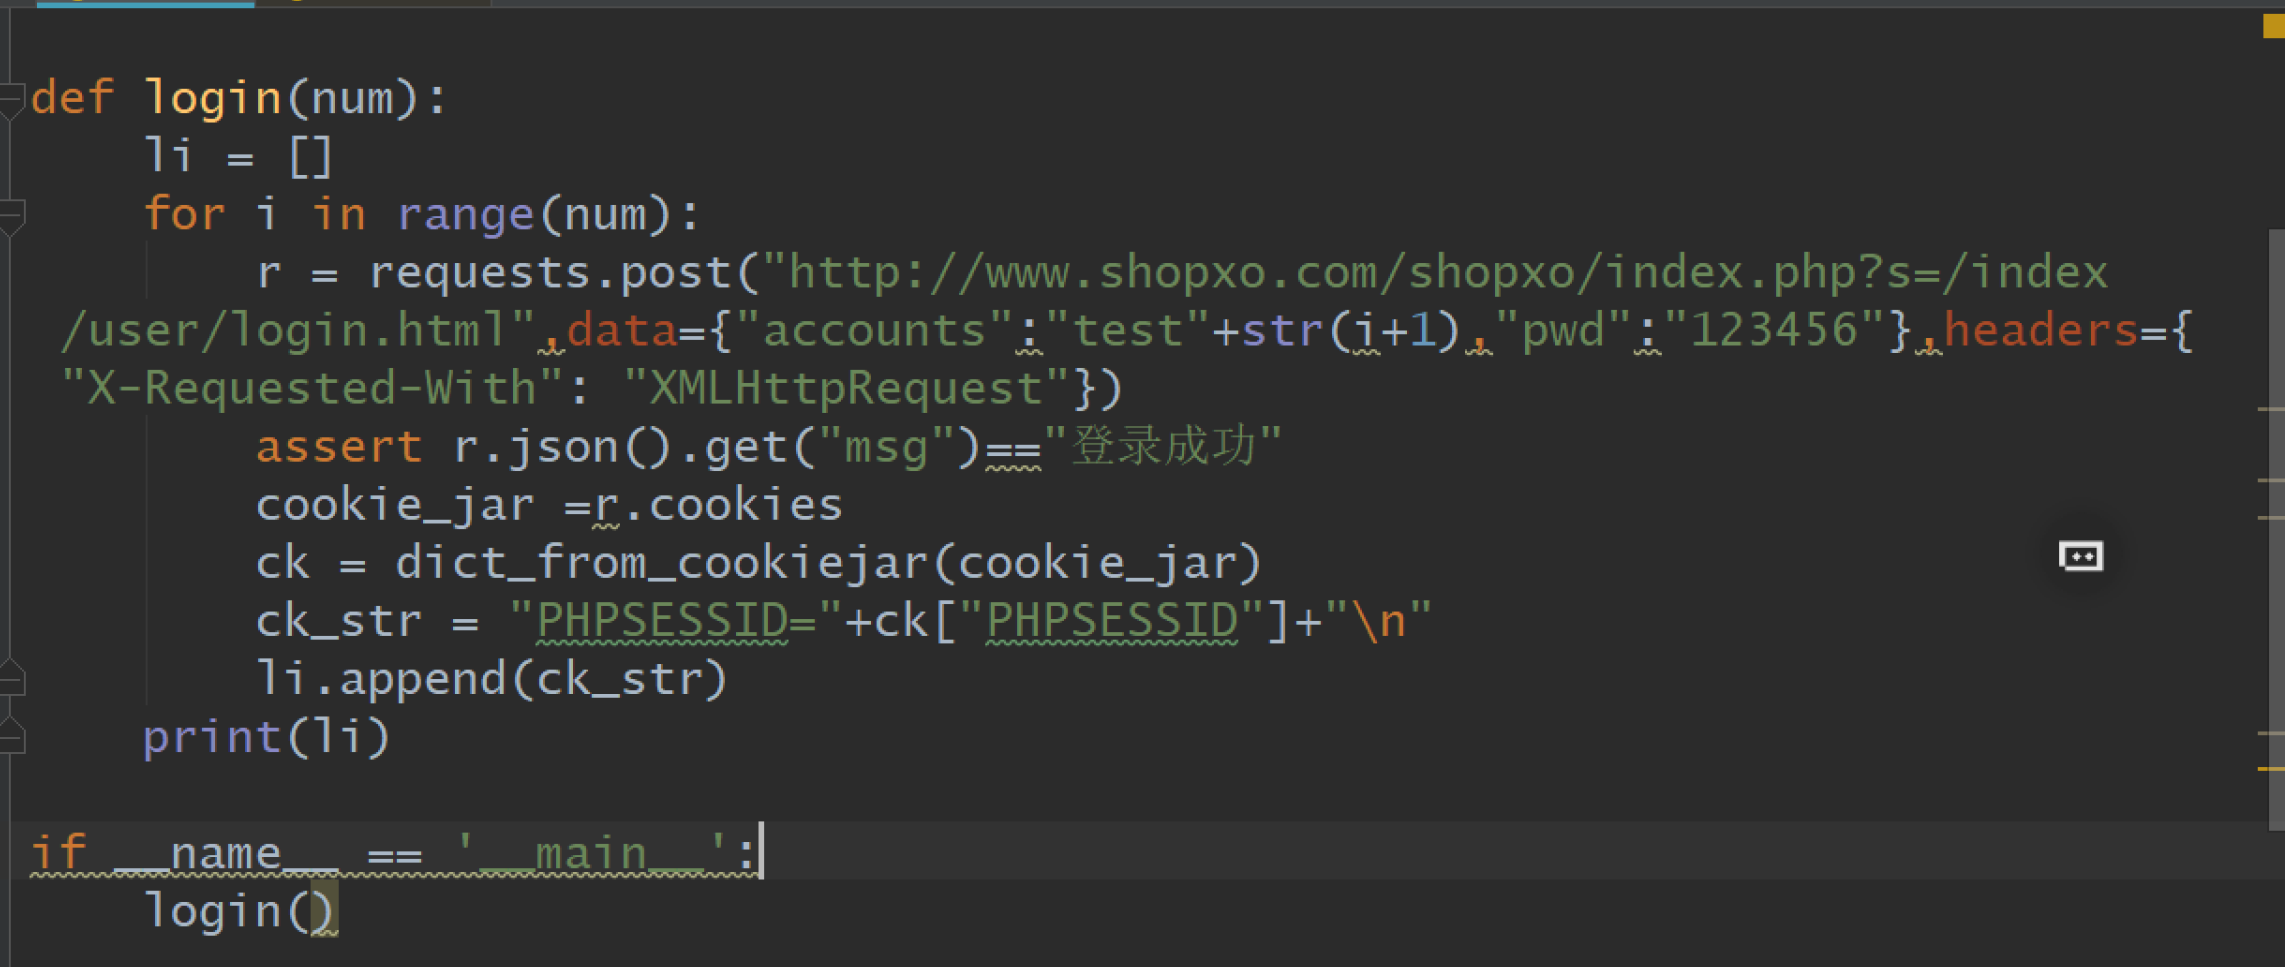 def login(num):
    li = []
    for i in range(num):
        r = requests.post("http://www.shopxo.com/shopxo/index.php?s=/index
/user/login.html",data={"accounts":"test"+str(i+1),"pwd":"123456"},headers={
"X-Requested-With": "XMLHttpRequest"})
        assert r.json().get("msg")=="登录成功"
        cookie_jar =r.cookies
        ck = dict_from_cookiejar(cookie_jar)
        ck_str = "PHPSESSID="+ck["PHPSESSID"]+"\n"
        li.append(ck_str)
    print(li)
if __name__ == '__main__':
    login()